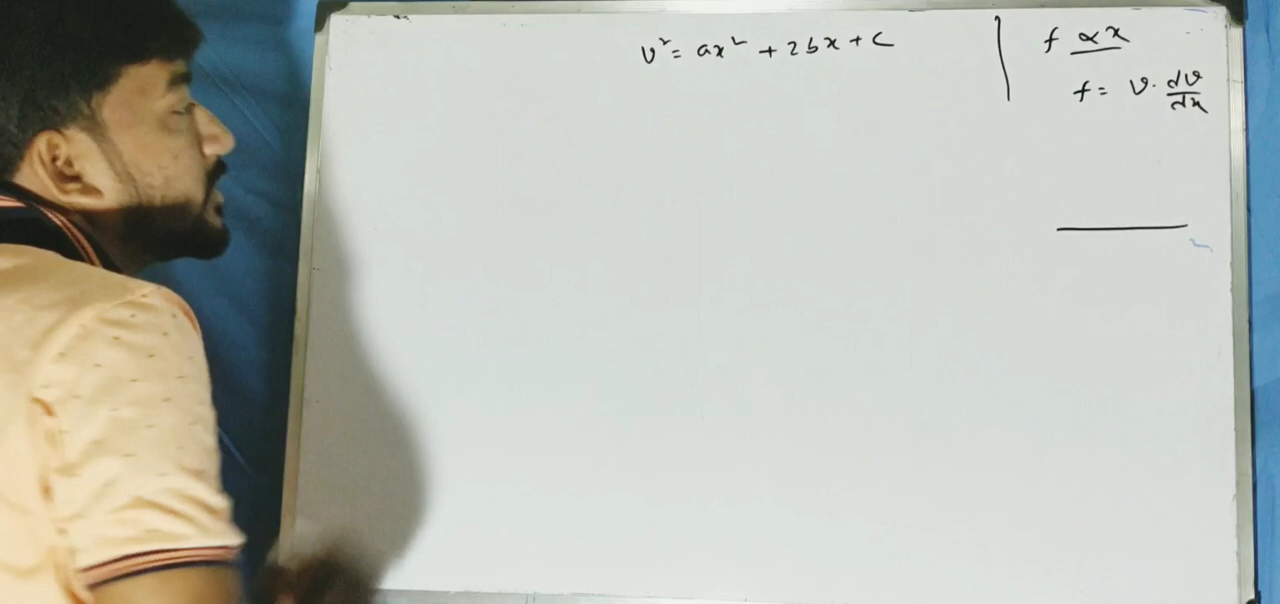 v² = ax² + 2bx + c
f ∝ x
f = v · dv/dx